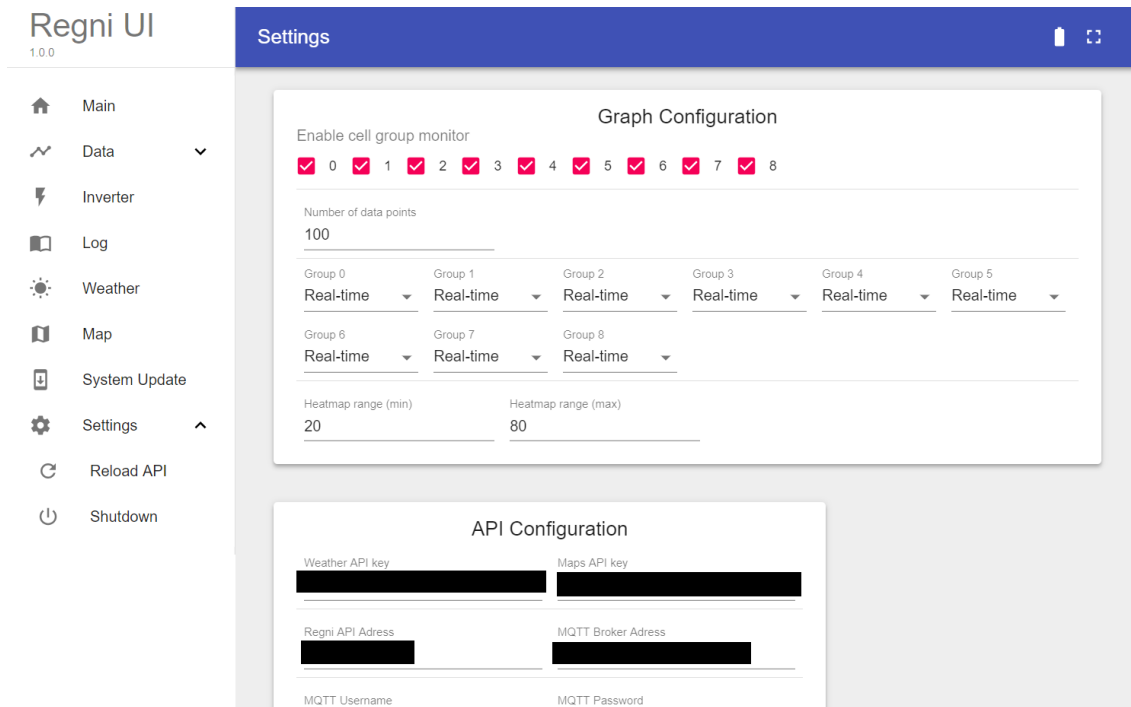 Regni UI
1.0.0
Main
Data
Inverter
Log
Weather
Map
System Update
Settings
Reload API
Shutdown
Settings
Graph Configuration
Enable cell group monitor
0 1 2 3 4 5 6 7 8
Number of data points
100
Group 0 Group 1 Group 2 Group 3 Group 4 Group 5
Real-time Real-time Real-time Real-time Real-time Real-time
Group 6 Group 7 Group 8
Real-time Real-time Real-time
Heatmap range (min) Heatmap range (max)
20 80
API Configuration
Weather API key Maps API key
Regni API Adress MQTT Broker Adress
MQTT Username MQTT Password